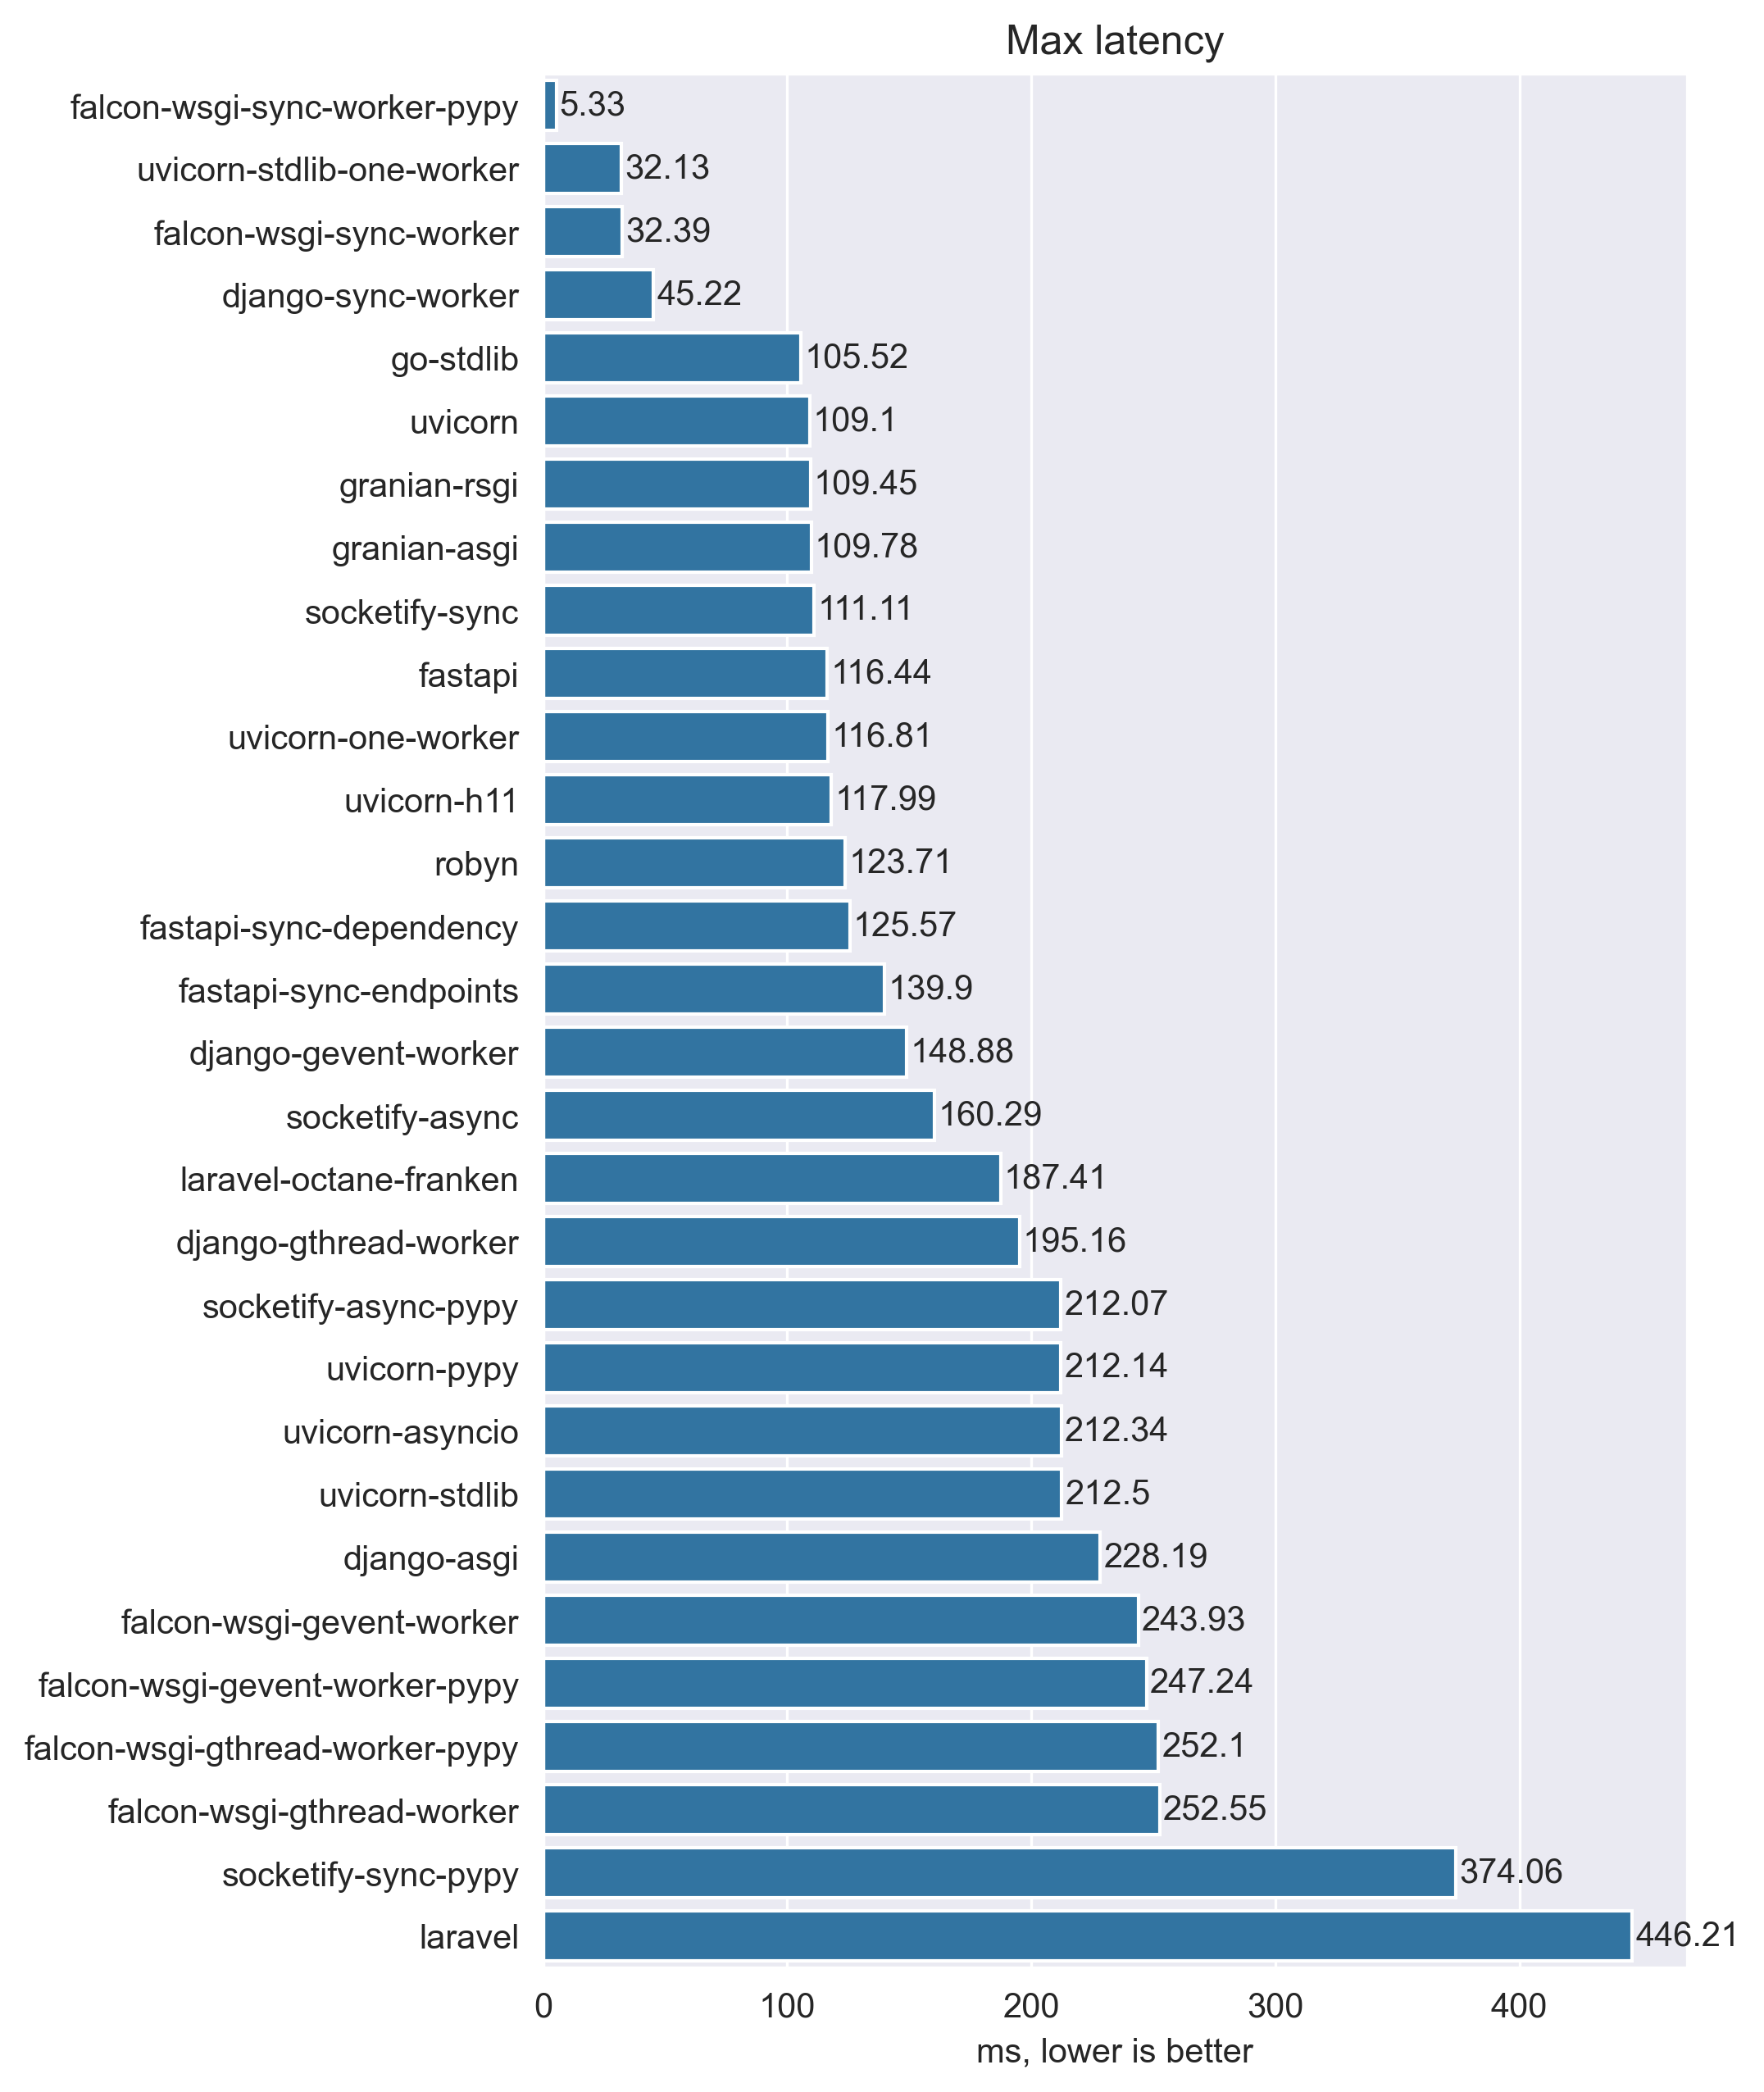 Max latency
falcon-wsgi-sync-worker-pypy 5.33
uvicorn-stdlib-one-worker 32.13
falcon-wsgi-sync-worker 32.39
django-sync-worker 45.22
go-stdlib 105.52
uvicorn 109.1
granian-rsgi 109.45
granian-asgi 109.78
socketify-sync 111.11
fastapi 116.44
uvicorn-one-worker 116.81
uvicorn-h11 117.99
robyn 123.71
fastapi-sync-dependency 125.57
fastapi-sync-endpoints 139.9
django-gevent-worker 148.88
socketify-async 160.29
laravel-octane-franken 187.41
django-gthread-worker 195.16
socketify-async-pypy 212.07
uvicorn-pypy 212.14
uvicorn-asyncio 212.34
uvicorn-stdlib 212.5
django-asgi 228.19
falcon-wsgi-gevent-worker 243.93
falcon-wsgi-gevent-worker-pypy 247.24
falcon-wsgi-gthread-worker-pypy 252.1
falcon-wsgi-gthread-worker 252.55
socketify-sync-pypy 374.06
laravel 446.21
0 100 200 300 400
ms, lower is better